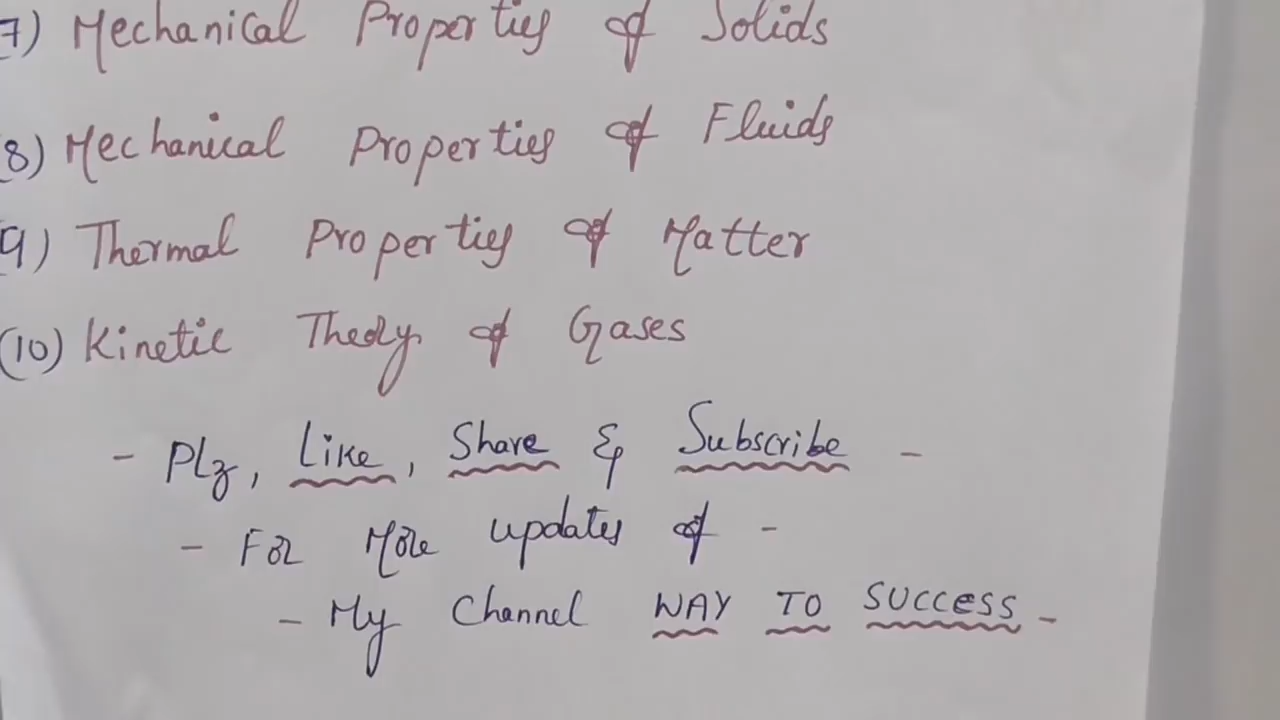 7) Mechanical Properties of Solids
(8) Mechanical Properties of Fluids
(9) Thermal Properties of Matter
(10) Kinetic Theory of Gases
- Plz, Like, Share & Subscribe -
- For More updates of -
- My Channel WAY TO SUCCESS -